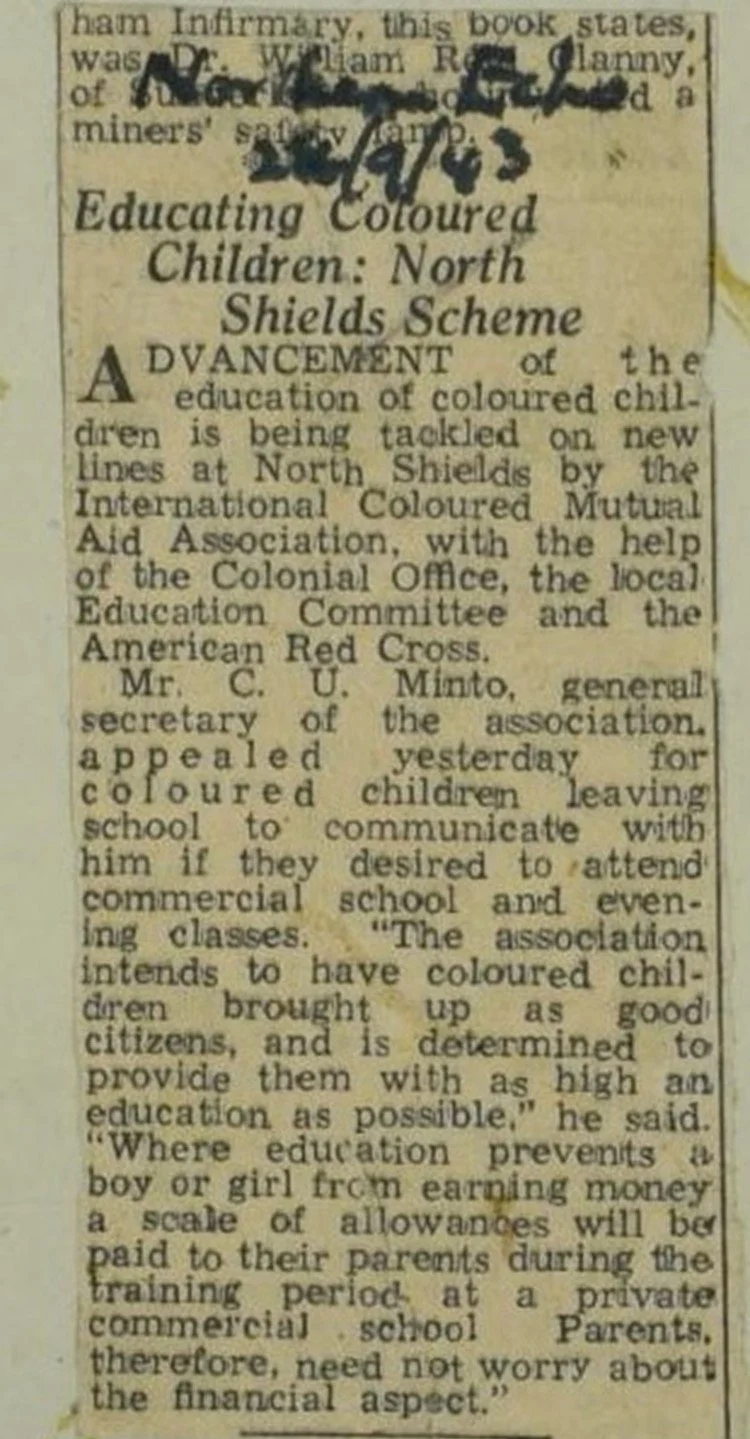 ham Infirmary, this book states,
was Dr. William Reid Clanny,
of d a
miners' safety lamp.
Northern Echo
/9/43
Educating Coloured
Children: North
Shields Scheme
ADVANCEMENT of the
education of coloured chil-
dren is being tackled on new
lines at North Shields by the
International Coloured Mutual
Aid Association, with the help
of the Colonial Office, the local
Education Committee and the
American Red Cross.
Mr. C. U. Minto, general
secretary of the association,
appealed yesterday for
coloured children leaving
school to communicate with
him if they desired to attend
commercial school and even-
ing classes. "The association
intends to have coloured chil-
dren brought up as good
citizens, and is determined to
provide them with as high an
education as possible," he said.
"Where education prevents a
boy or girl from earning money
a scale of allowances will be
paid to their parents during the
training period at a private
commercial school Parents,
therefore, need not worry about
the financial aspect."